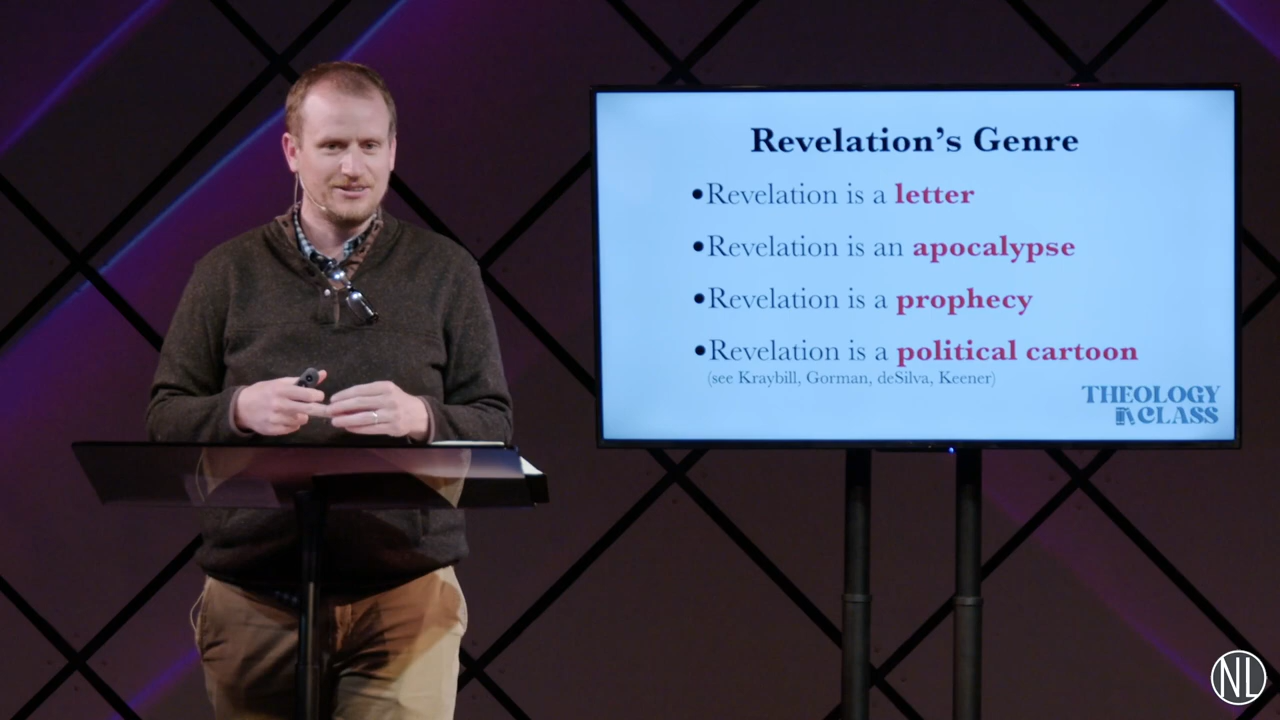 Revelation’s Genre
•Revelation is a letter
•Revelation is an apocalypse
•Revelation is a prophecy
•Revelation is a political cartoon
(see Kraybill, Gorman, deSilva, Keener)
THEOLOGY
CLASS
NL